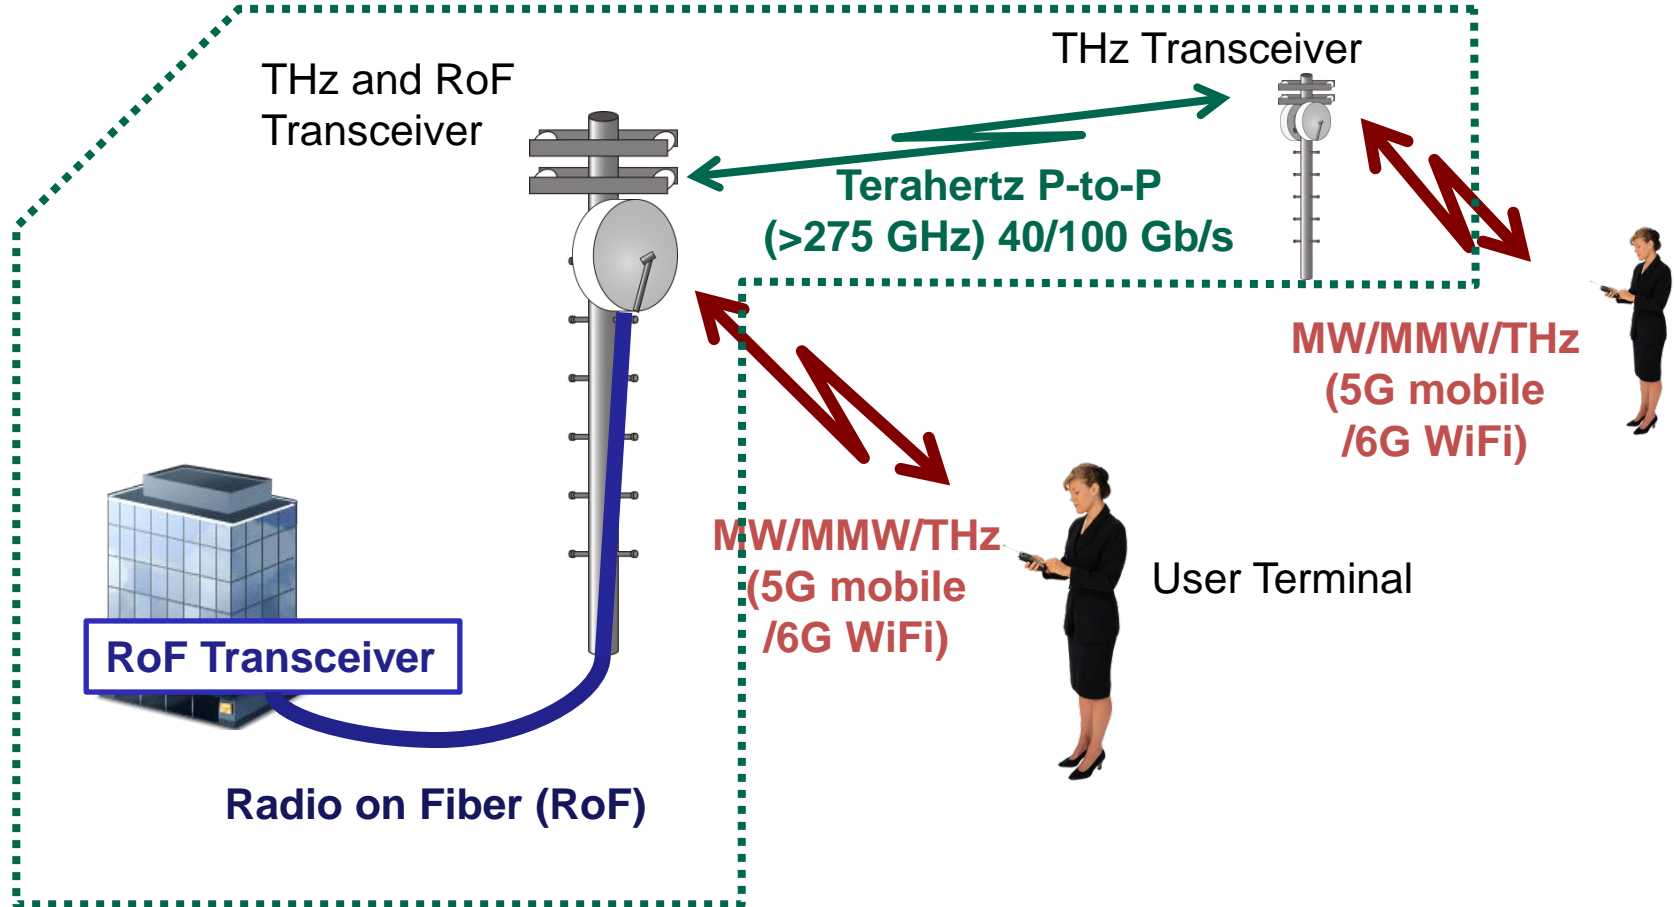 THz and RoF
Transceiver
THz Transceiver
Terahertz P-to-P
(>275 GHz) 40/100 Gb/s
MW/MMW/THz
(5G mobile
/6G WiFi)
MW/MMW/THz
(5G mobile
/6G WiFi)
User Terminal
RoF Transceiver
Radio on Fiber (RoF)